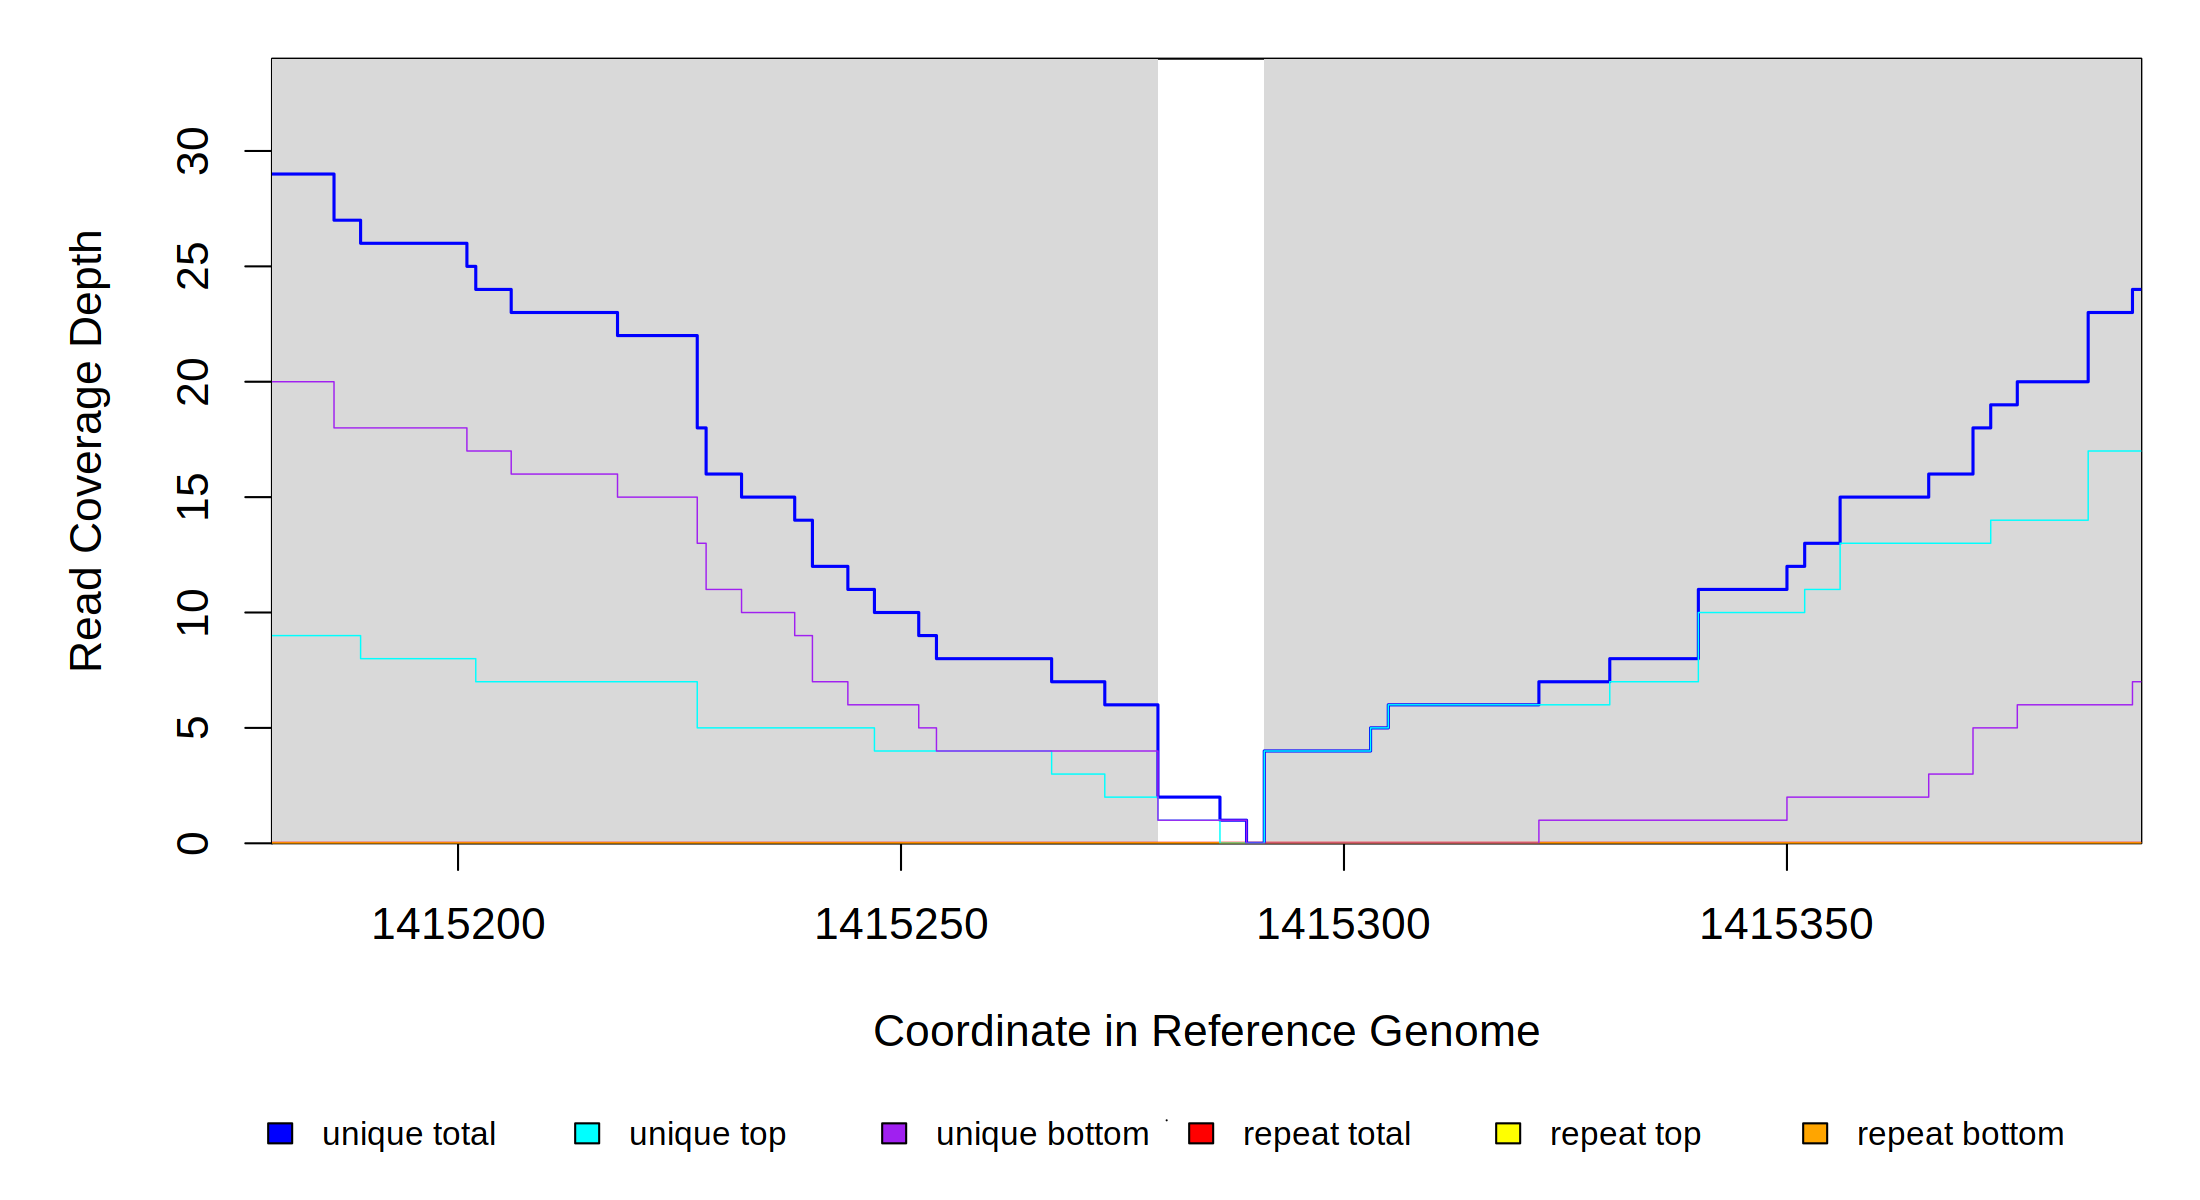 30
25
20
15
10
5
0
Read Coverage Depth
1415200 1415250 1415300 1415350
Coordinate in Reference Genome
unique total unique top unique bottom repeat total repeat top repeat bottom